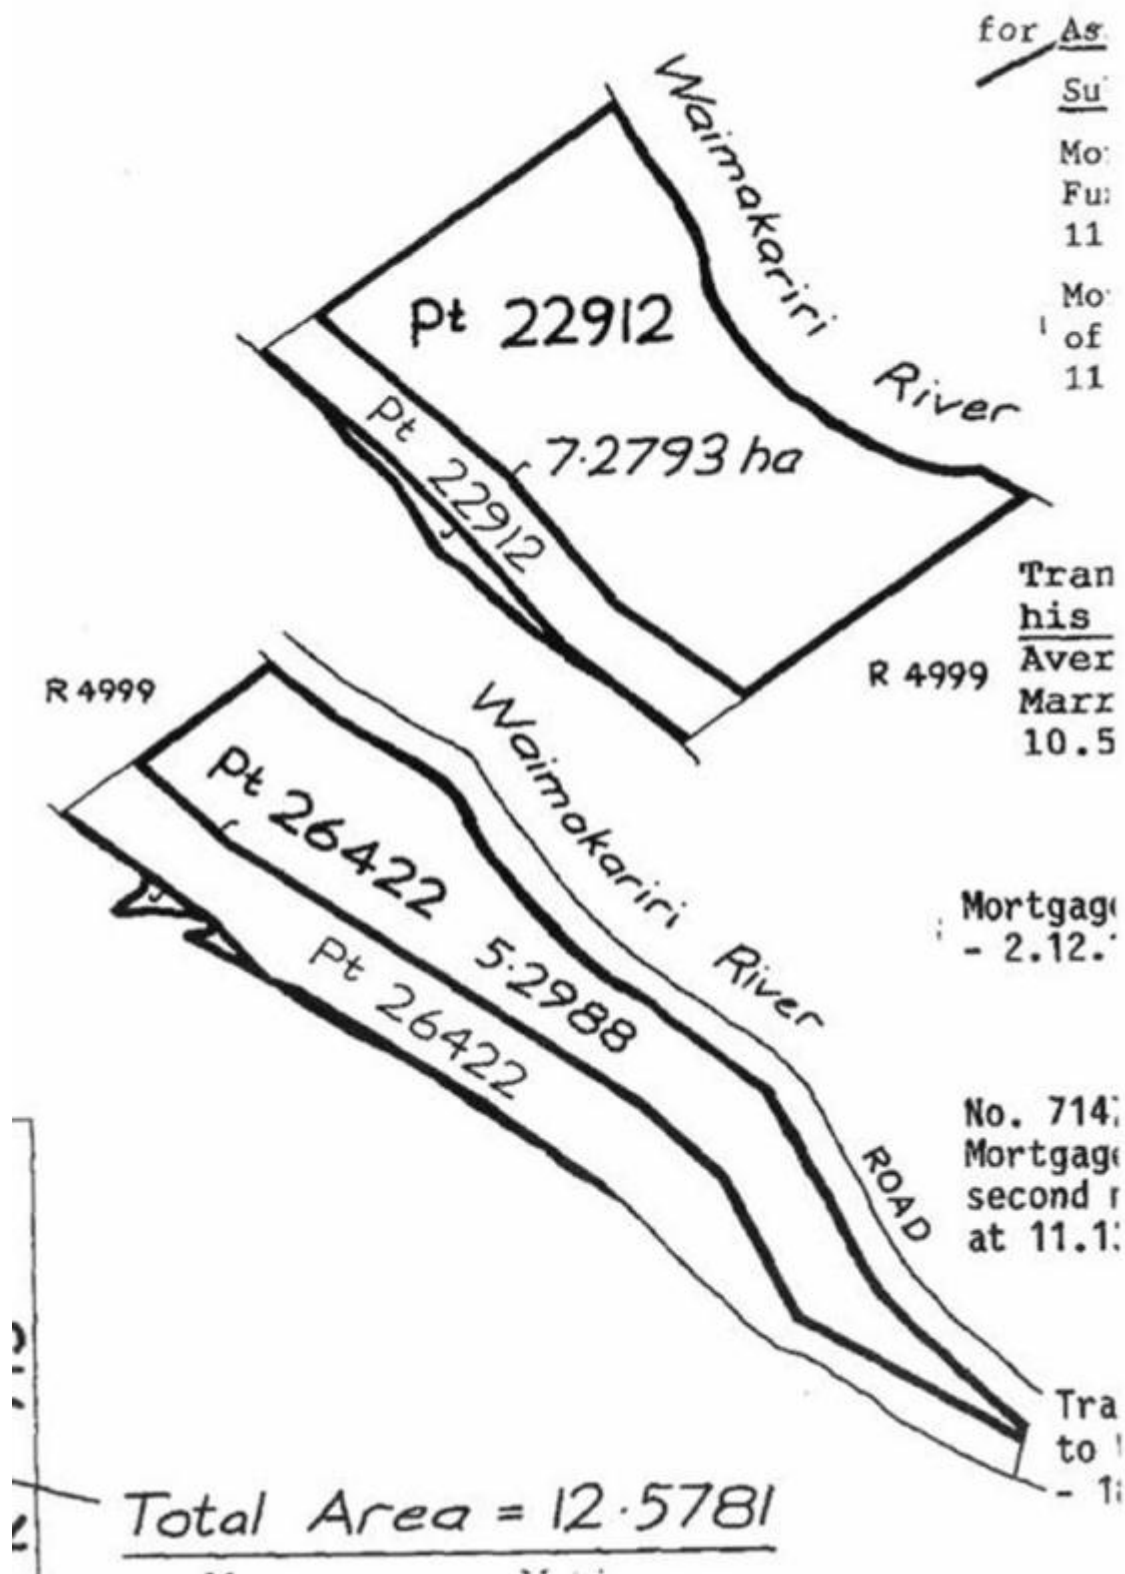 for As
Su
Mo
Fu
11
Mo
of
11
Waimakariri River
Pt 22912
7.2793 ha
Pt 22912
Tran
his
Aver
Marr
10.5
R 4999
R 4999
Waimakariri River
Pt 26422
5.2988
Pt 26422
ROAD
Mortgag
- 2.12.
No. 714
Mortgag
second
at 11.1
Tra
to
- 1
Total Area = 12.5781